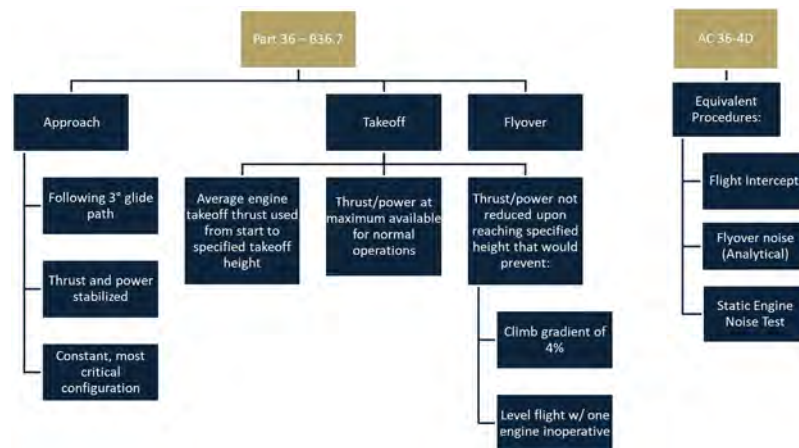 Part 36 – B36.7
AC 36-4D
Approach
Takeoff
Flyover
Equivalent
Procedures:
Following 3° glide
path
Average engine
takeoff thrust used
from start to
specified takeoff
height
Thrust/power at
maximum available
for normal
operations
Thrust/power not
reduced upon
reaching specified
height that would
prevent:
Flight Intercept
Thrust and power
stabilized
Flyover noise
(Analytical)
Constant, most
critical
configuration
Climb gradient of
4%
Static Engine
Noise Test
Level flight w/ one
engine inoperative